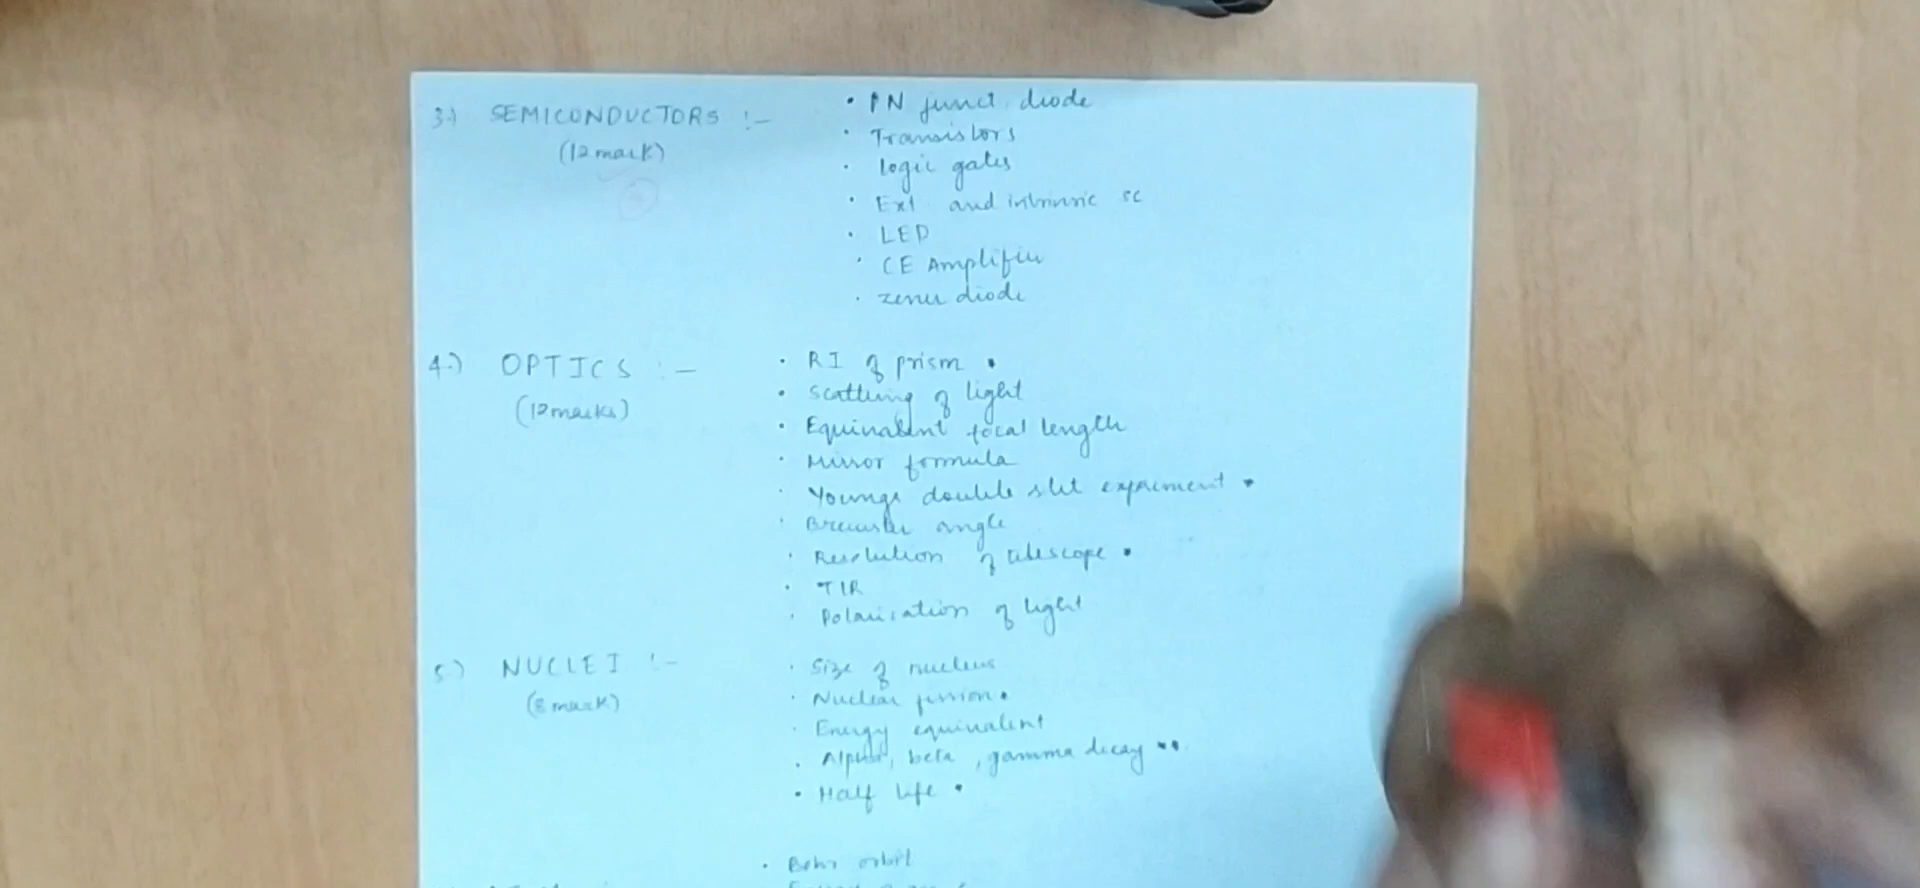 3.) SEMICONDUCTORS :-
(12 mark)
• PN junct. diode
• Transistors
• Logic gates
• Ext and intrinsic sc
• LED
• CE Amplifier
• zener diode
4.) OPTICS :-
(12 marks)
• RI of prism •
• Scattering of light
• Equivalent focal length
• Mirror formula
• Youngs double slit experiment •
• Brewster angle
• Resolution of telescope •
• TIR
• Polarisation of light
5.) NUCLEI :-
(8 mark)
• Size of nucleus
• Nuclear fission •
• Energy equivalent
• Alpha, beta, gamma decay ••
• Half life •
• Bohr orbit